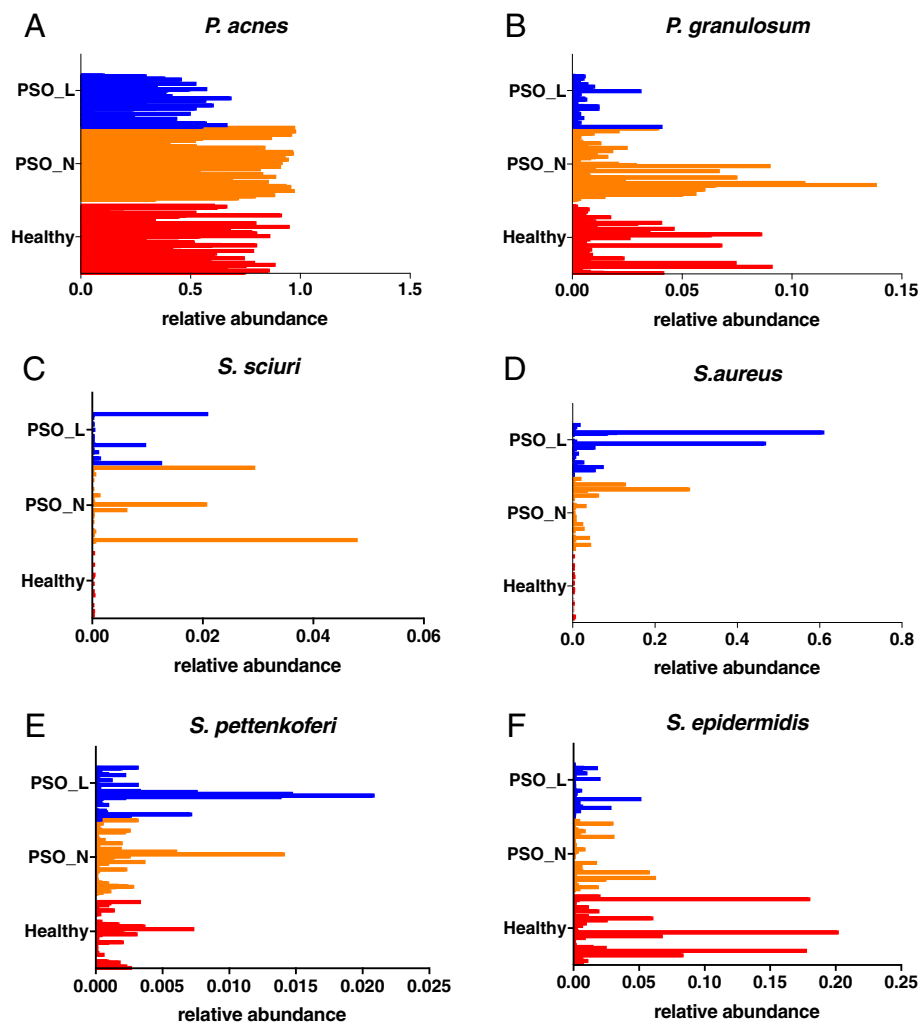 A
P. acnes
PSO_L
PSO_N
Healthy
0.0 0.5 1.0 1.5
relative abundance
B
P. granulosum
PSO_L
PSO_N
Healthy
0.00 0.05 0.10 0.15
relative abundance
C
S. sciuri
PSO_L
PSO_N
Healthy
0.00 0.02 0.04 0.06
relative abundance
D
S.aureus
PSO_L
PSO_N
Healthy
0.0 0.2 0.4 0.6 0.8
relative abundance
E
S. pettenkoferi
PSO_L
PSO_N
Healthy
0.000 0.005 0.010 0.015 0.020 0.025
relative abundance
F
S. epidermidis
PSO_L
PSO_N
Healthy
0.00 0.05 0.10 0.15 0.20 0.25
relative abundance